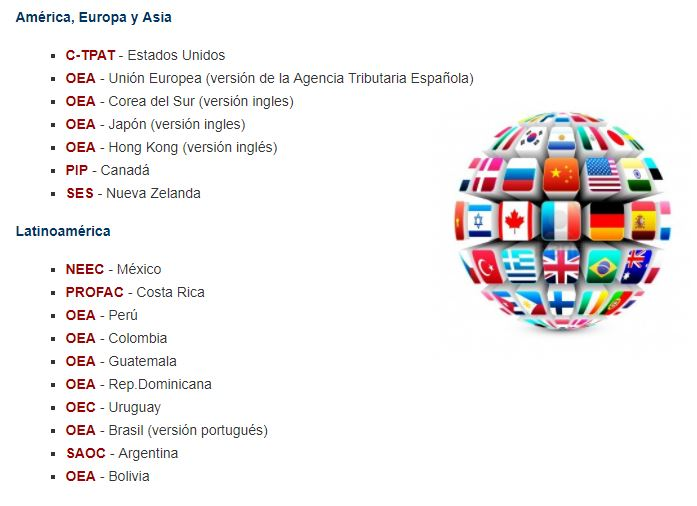 América, Europa y Asia
C-TPAT - Estados Unidos
OEA - Unión Europea (versión de la Agencia Tributaria Española)
OEA - Corea del Sur (versión ingles)
OEA - Japón (versión ingles)
OEA - Hong Kong (versión inglés)
PIP - Canadá
SES - Nueva Zelanda
Latinoamérica
NEEC - México
PROFAC - Costa Rica
OEA - Perú
OEA - Colombia
OEA - Guatemala
OEA - Rep.Dominicana
OEC - Uruguay
OEA - Brasil (versión portugués)
SAOC - Argentina
OEA - Bolivia